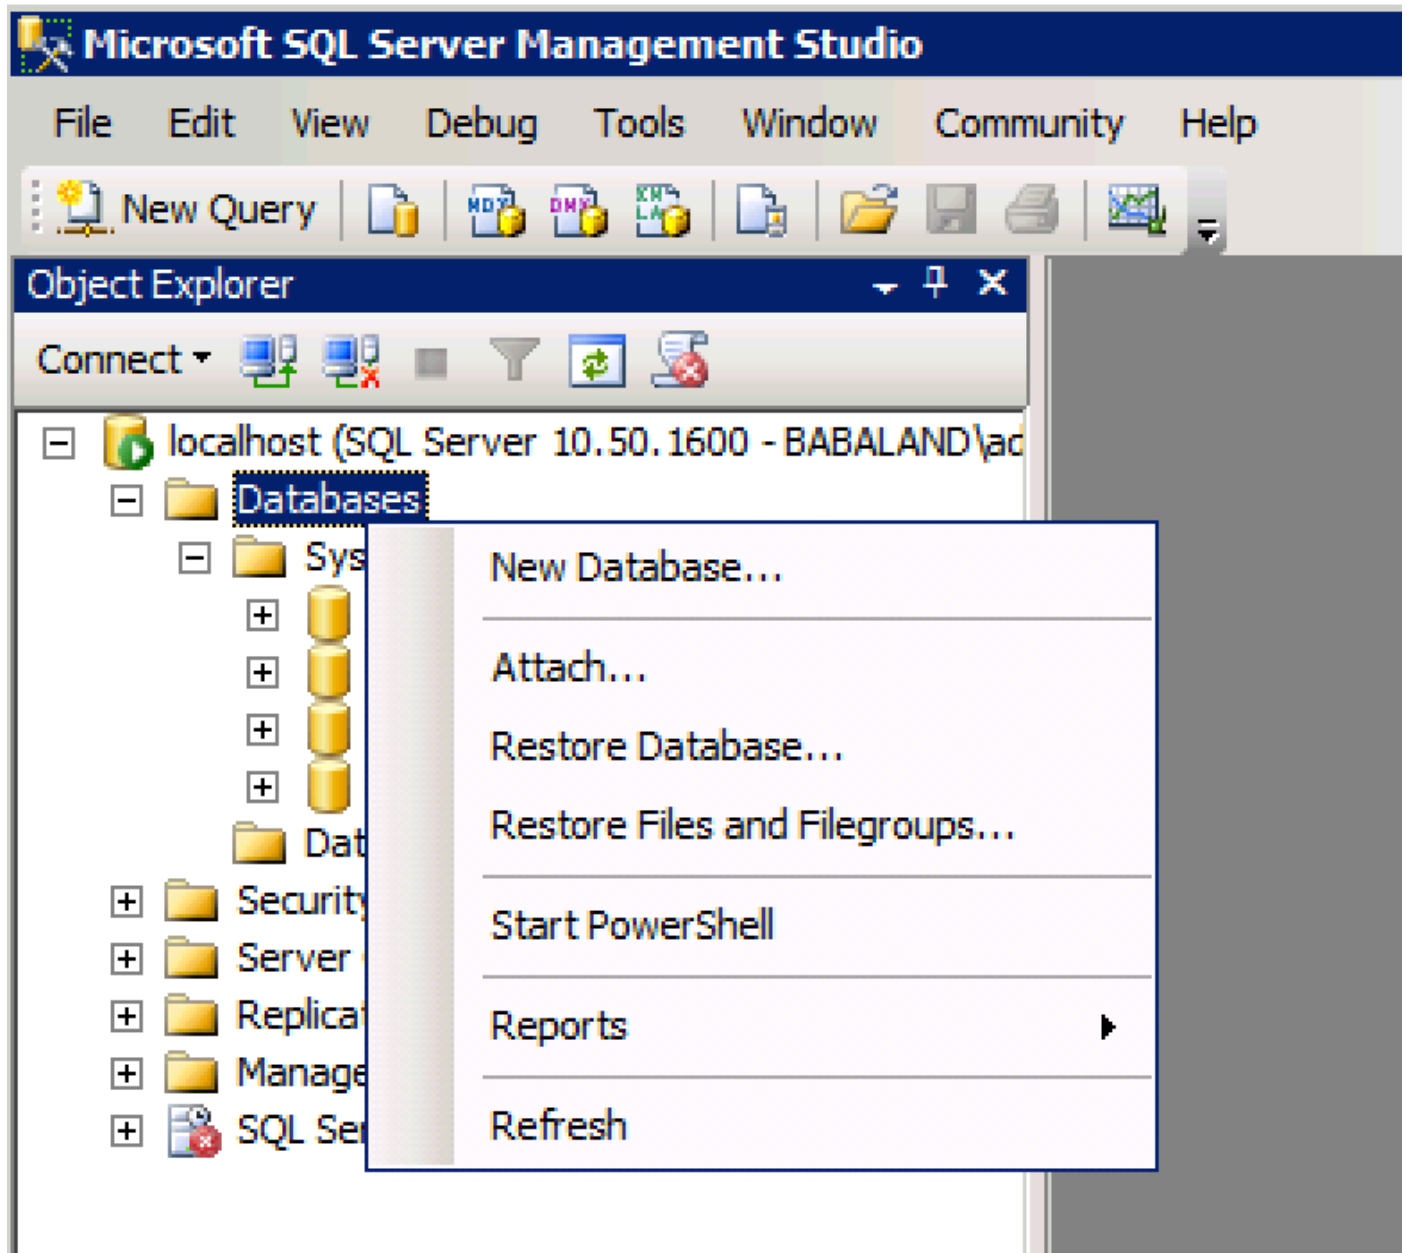 Microsoft SQL Server Management Studio
File Edit View Debug Tools Window Community Help
New Query
Object Explorer
Connect
localhost (SQL Server 10.50.1600 - BABALAND\ad
Databases
Sys
New Database...
Attach...
Restore Database...
Restore Files and Filegroups...
Dat
Security
Start PowerShell
Server
Replicat
Reports
Manage
SQL Ser
Refresh